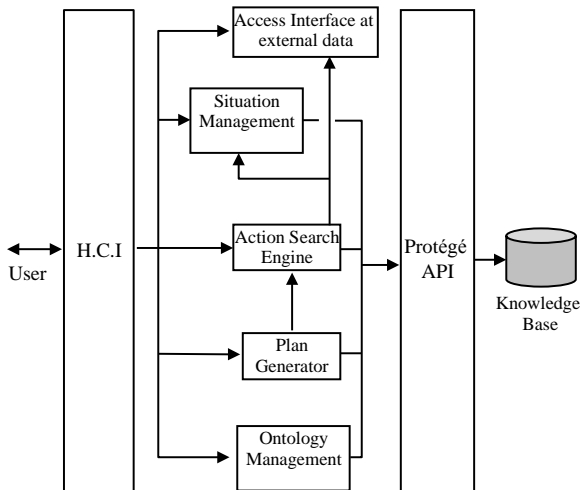 Access Interface at
external data
Situation
Management
User
H.C.I
Action Search
Engine
Protégé
API
Knowledge
Base
Plan
Generator
Ontology
Management